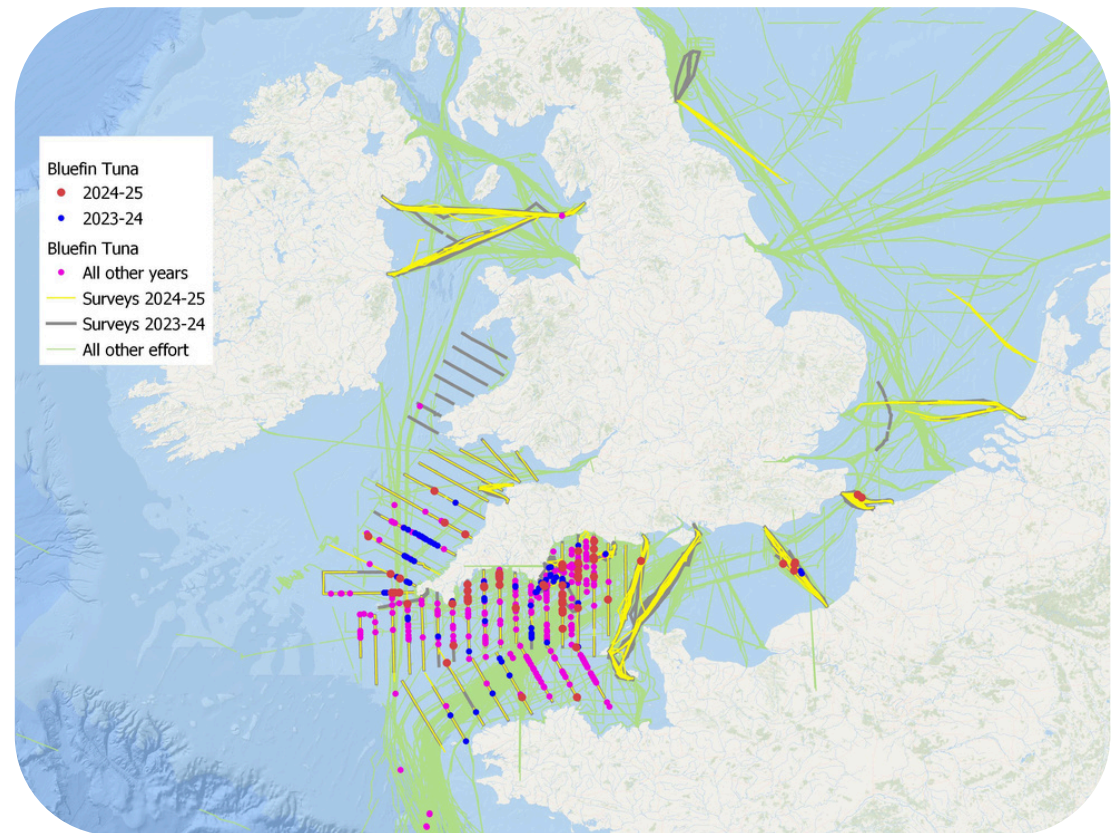 Bluefin Tuna
2024-25
2023-24
Bluefin Tuna
All other years
Surveys 2024-25
Surveys 2023-24
All other effort